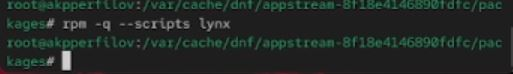 root@akpperfilov:/var/cache/dnf/appstream-8f18e4146890fdfc/pac
kages# rpm -q --scripts lynx
root@akpperfilov:/var/cache/dnf/appstream-8f18e4146890fdfc/pac
kages#